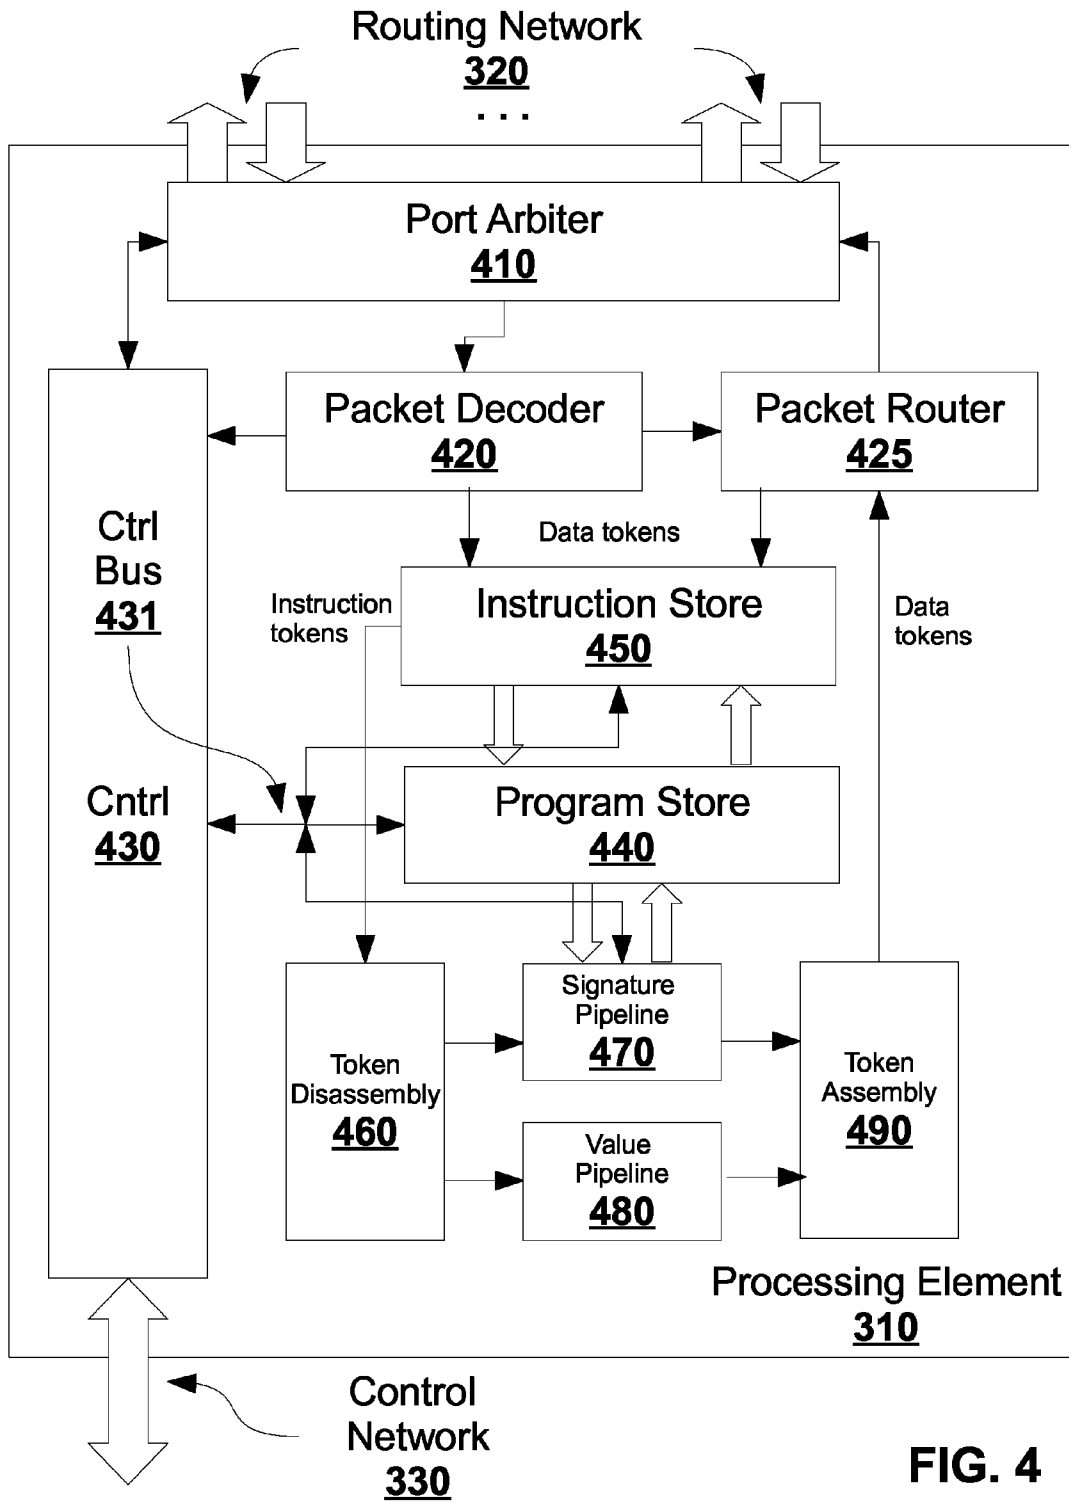 Routing Network
320
...
Port Arbiter
410
Packet Decoder
420
Packet Router
425
Ctrl
Bus
431
Data tokens
Instruction
tokens
Instruction Store
450
Data
tokens
Cntrl
430
Program Store
440
Token
Disassembly
460
Signature
Pipeline
470
Value
Pipeline
480
Token
Assembly
490
Processing Element
310
Control
Network
330
FIG. 4